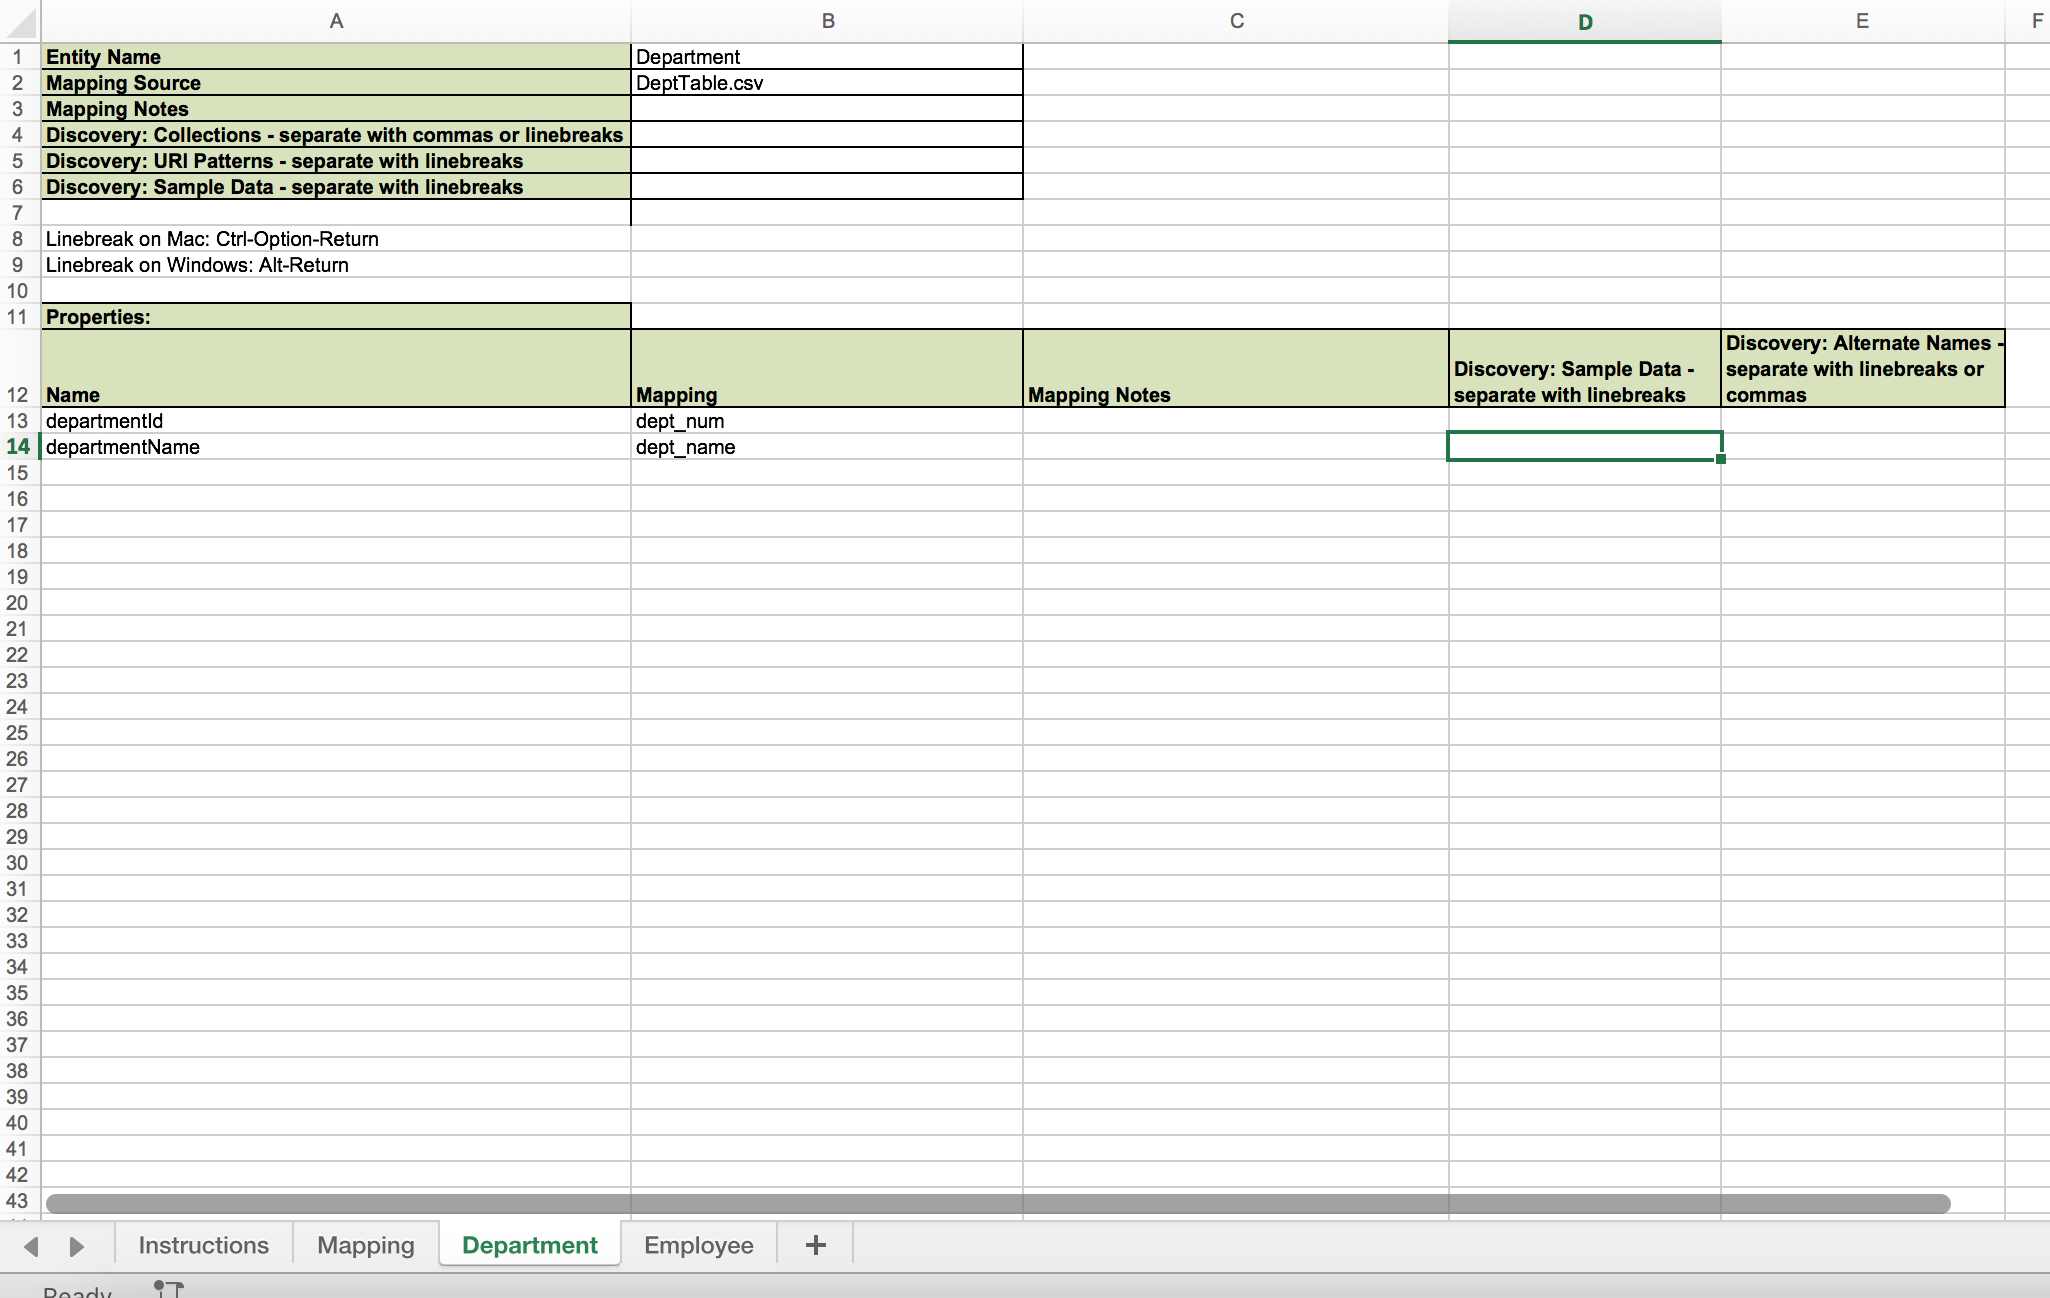 A B C D E F
1 Entity Name Department
2 Mapping Source DeptTable.csv
3 Mapping Notes
4 Discovery: Collections - separate with commas or linebreaks
5 Discovery: URI Patterns - separate with linebreaks
6 Discovery: Sample Data - separate with linebreaks
7
8 Linebreak on Mac: Ctrl-Option-Return
9 Linebreak on Windows: Alt-Return
10
11 Properties:
Discovery: Alternate Names -
Discovery: Sample Data - separate with linebreaks or
12 Name Mapping Mapping Notes separate with linebreaks commas
13 departmentId dept_num
14 departmentName dept_name
15
16
17
18
19
20
21
22
23
24
25
26
27
28
29
30
31
32
33
34
35
36
37
38
39
40
41
42
43
Instructions Mapping Department Employee +
Ready